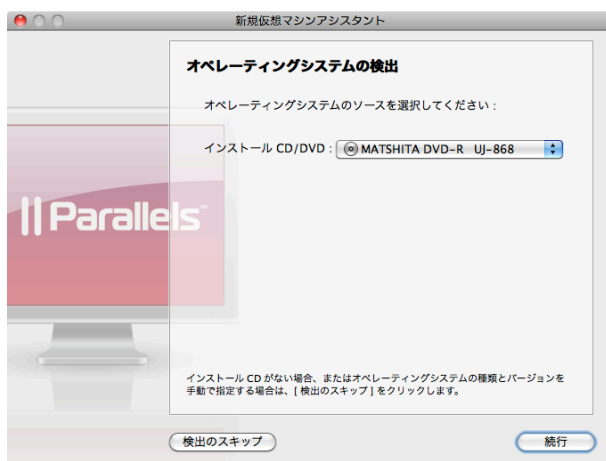 新規仮想マシンアシスタント
オペレーティングシステムの検出
オペレーティングシステムのソースを選択してください：
インストール CD/DVD： MATSHITA DVD-R UJ-868
Parallels™
インストール CD がない場合、またはオペレーティングシステムの種類とバージョンを
手動で指定する場合は、[ 検出のスキップ ] をクリックします。
検出のスキップ
続行